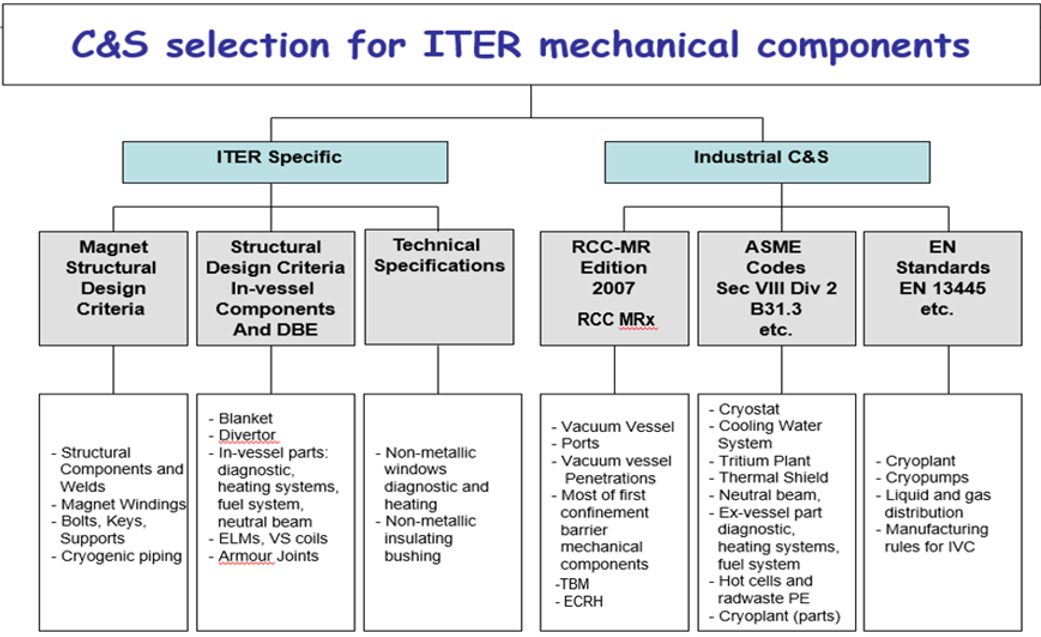 C&S selection for ITER mechanical components
ITER Specific
Industrial C&S
Magnet
Structural
Design
Criteria
Structural
Design Criteria
In-vessel
Components
And DBE
Technical
Specifications
RCC-MR
Edition
2007
RCC MRx
ASME
Codes
Sec VIII Div 2
B31.3
etc.
EN
Standards
EN 13445
etc.
- Structural
Components and
Welds
- Magnet Windings
- Bolts, Keys,
Supports
- Cryogenic piping
- Blanket
- Divertor
- In-vessel parts:
diagnostic,
heating systems,
fuel system,
neutral beam
- ELMs, VS coils
- Armour Joints
- Non-metallic
windows
diagnostic and
heating
- Non-metallic
insulating
bushing
- Vacuum Vessel
- Ports
- Vacuum vessel
Penetrations
- Most of first
confinement
barrier
mechanical
components
-TBM
- ECRH
- Cryostat
- Cooling Water
System
- Tritium Plant
- Thermal Shield
- Neutral beam,
- Ex-vessel part
diagnostic,
heating systems,
fuel system
- Hot cells and
radwaste PE
- Cryoplant (parts)
- Cryoplant
- Cryopumps
- Liquid and gas
distribution
- Manufacturing
rules for IVC